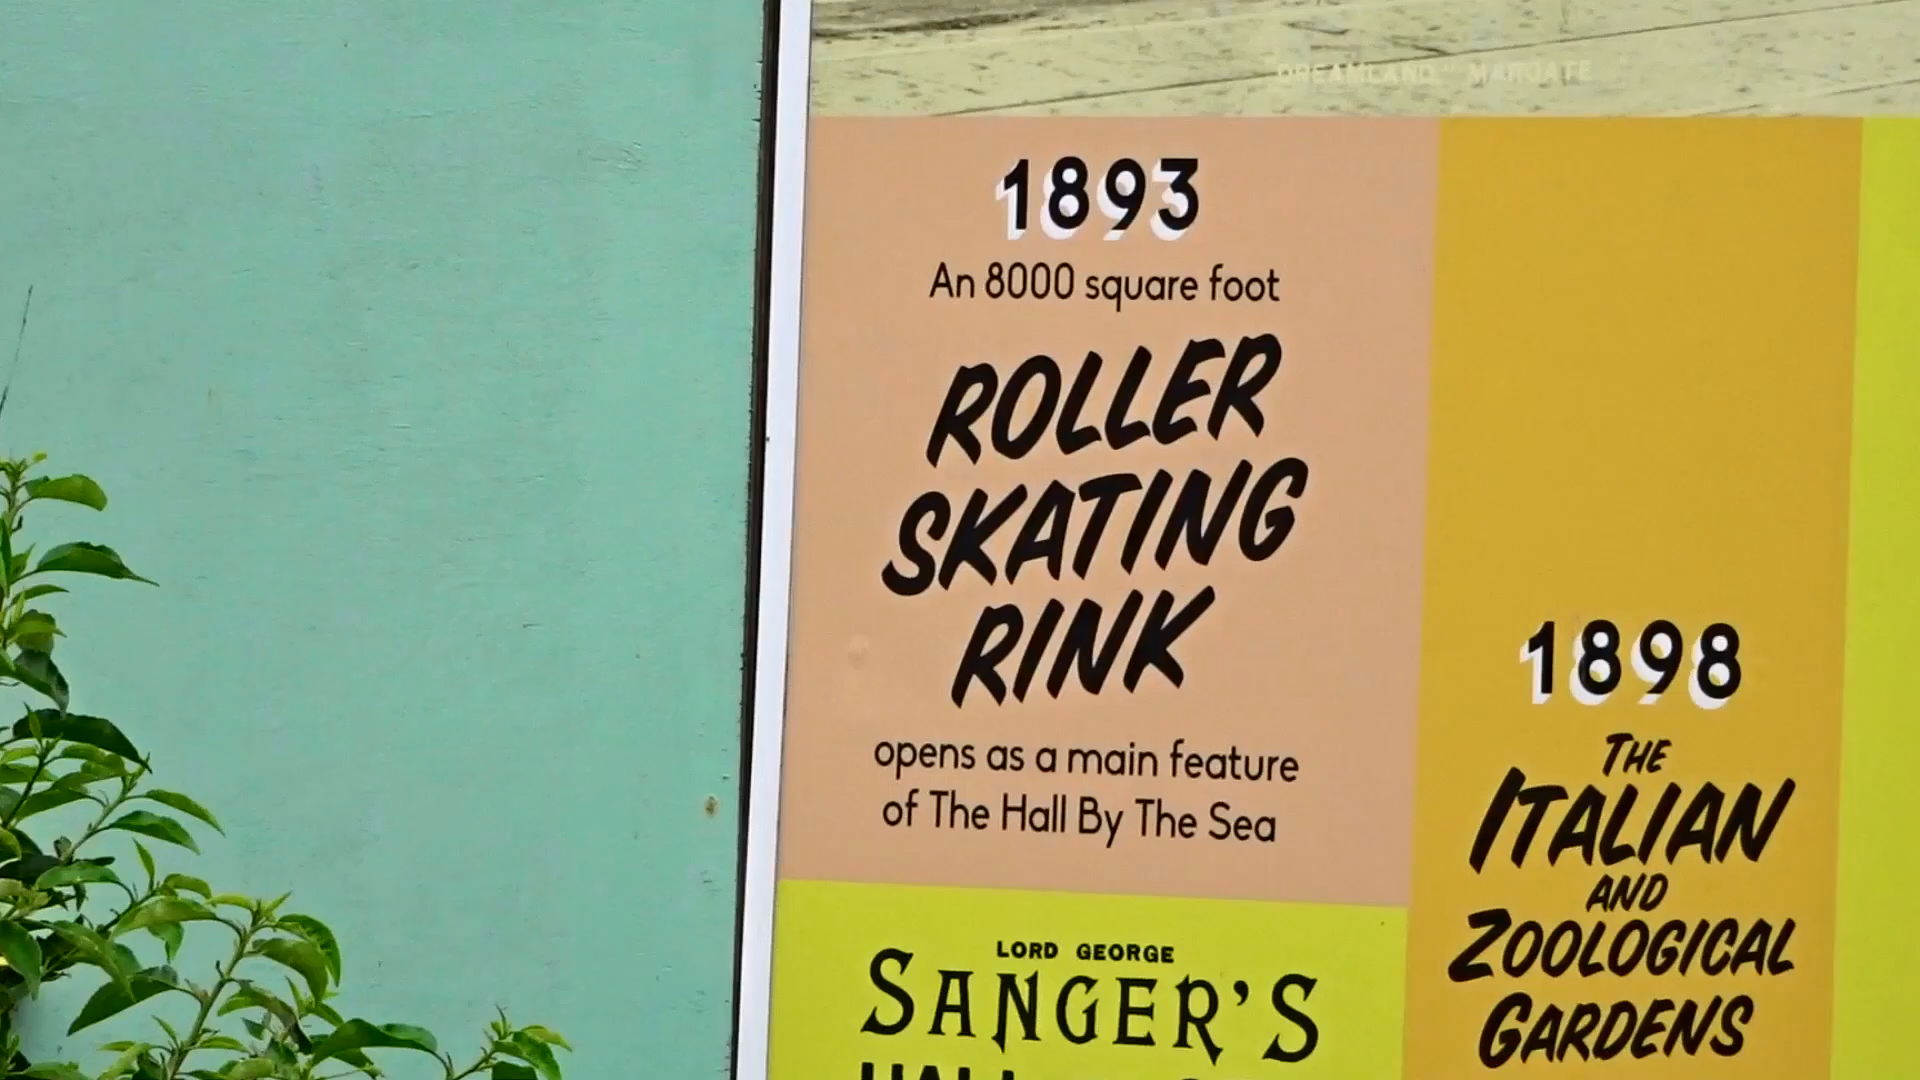 "DREAMLAND" MARGATE
1893
An 8000 square foot
ROLLER
SKATING
RINK
opens as a main feature
of The Hall By The Sea
LORD GEORGE
SANGER'S
1898
THE
ITALIAN
AND
ZOOLOGICAL
GARDENS